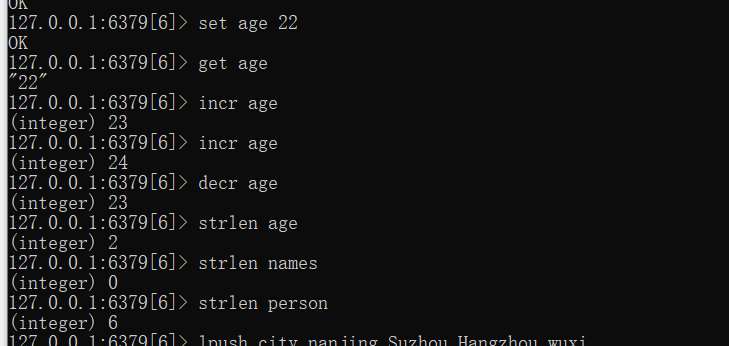 OK
127.0.0.1:6379[6]> set age 22
OK
127.0.0.1:6379[6]> get age
"22"
127.0.0.1:6379[6]> incr age
(integer) 23
127.0.0.1:6379[6]> incr age
(integer) 24
127.0.0.1:6379[6]> decr age
(integer) 23
127.0.0.1:6379[6]> strlen age
(integer) 2
127.0.0.1:6379[6]> strlen names
(integer) 0
127.0.0.1:6379[6]> strlen person
(integer) 6
127.0.0.1:6379[6]> lpush city nanjing Suzhou Hangzhou wuxi